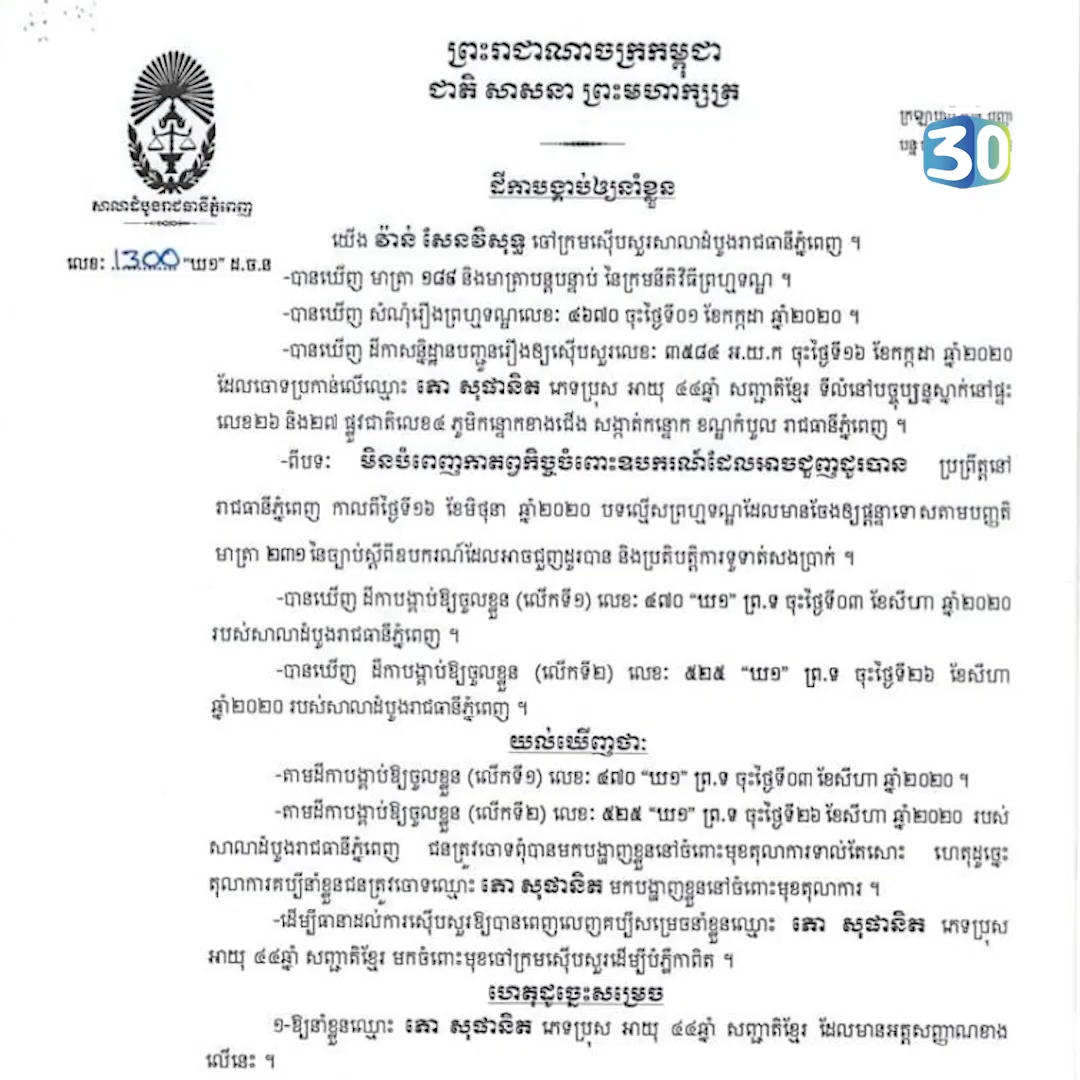 ព្រះរាជាណាចក្រកម្ពុជា
ជាតិ សាសនា ព្រះមហាក្សត្រ
30
ដីកាបង្គាប់ឲ្យនាំខ្លួន
សាលាដំបូងរាជធានីភ្នំពេញ
លេខៈ 1300 “ឃ១” ដ.ច.ន
យើង វ៉ាន់ សែនវិសុទ្ធ ចៅក្រមស៊ើបសួរសាលាដំបូងរាជធានីភ្នំពេញ ។
-បានឃើញ មាត្រា ១៨៩ និងមាត្រាបន្តបន្ទាប់ នៃក្រមនីតិវិធីព្រហ្មទណ្ឌ ។
-បានឃើញ សំណុំរឿងព្រហ្មទណ្ឌលេខៈ ៤៦៧០ ចុះថ្ងៃទី០១ ខែកក្កដា ឆ្នាំ២០២០ ។
-បានឃើញ ដីកាសន្និដ្ឋានបញ្ជូនរឿងឲ្យស៊ើបសួរលេខៈ ៣៥៨៤ អ.យ.ក ចុះថ្ងៃទី១៦ ខែកក្កដា ឆ្នាំ២០២០
ដែលចោទប្រកាន់លើឈ្មោះ តោ សុផានិត ភេទប្រុស អាយុ ៤៤ឆ្នាំ សញ្ជាតិខ្មែរ ទីលំនៅបច្ចុប្បន្នស្នាក់នៅផ្ទះ
លេខ២៦ និង២៧ ផ្លូវជាតិលេខ៤ ភូមិកន្ទោកខាងជើង សង្កាត់កន្ទោក ខណ្ឌកំបូល រាជធានីភ្នំពេញ ។
-ពីបទៈ មិនបំពេញកាតព្វកិច្ចចំពោះឧបករណ៍ដែលអាចជួញដូរបាន ប្រព្រឹត្តនៅ
រាជធានីភ្នំពេញ កាលពីថ្ងៃទី១៦ ខែមិថុនា ឆ្នាំ២០២០ បទល្មើសព្រហ្មទណ្ឌដែលមានចែងឲ្យផ្តន្ទាទោសតាមបញ្ញតិ
មាត្រា ២៣១ នៃច្បាប់ស្តីពីឧបករណ៍ដែលអាចជួញដូរបាន និងប្រតិបត្តិការទូទាត់សងប្រាក់ ។
-បានឃើញ ដីកាបង្គាប់ឱ្យចូលខ្លួន (លើកទី១) លេខៈ ៤៧០ “ឃ១” ព្រ.ទ ចុះថ្ងៃទី០៣ ខែសីហា ឆ្នាំ២០២០
របស់សាលាដំបូងរាជធានីភ្នំពេញ ។
-បានឃើញ ដីកាបង្គាប់ឱ្យចូលខ្លួន (លើកទី២) លេខៈ ៥២៥ “ឃ១” ព្រ.ទ ចុះថ្ងៃទី២៦ ខែសីហា
ឆ្នាំ២០២០ របស់សាលាដំបូងរាជធានីភ្នំពេញ ។
យល់ឃើញថាៈ
-តាមដីកាបង្គាប់ឱ្យចូលខ្លួន (លើកទី១) លេខៈ ៤៧០ “ឃ១” ព្រ.ទ ចុះថ្ងៃទី០៣ ខែសីហា ឆ្នាំ២០២០ ។
-តាមដីកាបង្គាប់ឱ្យចូលខ្លួន (លើកទី២) លេខៈ ៥២៥ “ឃ១” ព្រ.ទ ចុះថ្ងៃទី២៦ ខែសីហា ឆ្នាំ២០២០ របស់
សាលាដំបូងរាជធានីភ្នំពេញ ជនត្រូវចោទពុំបានមកបង្ហាញខ្លួននៅចំពោះមុខតុលាការទាល់តែសោះ ហេតុដូច្នេះ
តុលាការគប្បីនាំខ្លួនជនត្រូវចោទឈ្មោះ តោ សុផានិត មកបង្ហាញខ្លួននៅចំពោះមុខតុលាការ ។
-ដើម្បីធានាដល់ការស៊ើបសួរឱ្យបានពេញលេញគប្បីសម្រេចនាំខ្លួនឈ្មោះ តោ សុផានិត ភេទប្រុស
អាយុ ៤៤ឆ្នាំ សញ្ជាតិខ្មែរ មកចំពោះមុខចៅក្រមស៊ើបសួរដើម្បីបំភ្លឺកាពិត ។
ហេតុដូច្នេះសម្រេច
១-ឱ្យនាំខ្លួនឈ្មោះ តោ សុផានិត ភេទប្រុស អាយុ ៤៤ឆ្នាំ សញ្ជាតិខ្មែរ ដែលមានអត្តសញ្ញាណខាង
លើនេះ ។